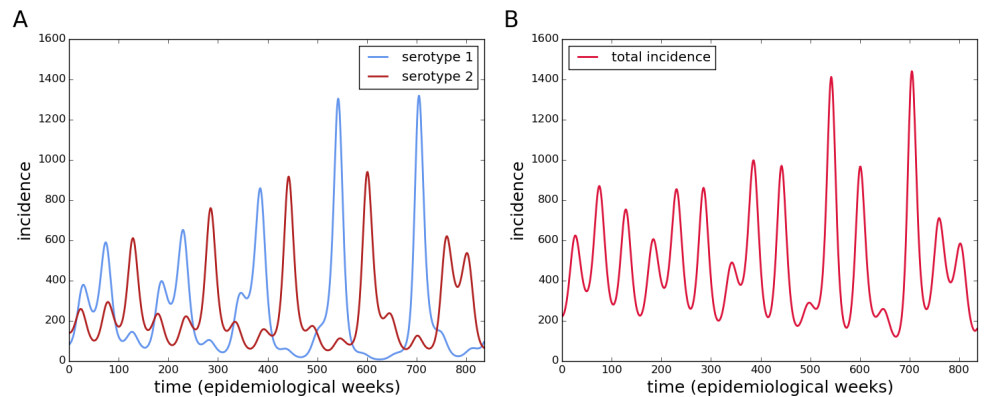 A
1600
1400
1200
1000
800
600
400
200
0
incidence
serotype 1
serotype 2
0 100 200 300 400 500 600 700 800
time (epidemiological weeks)
B
1600
1400
1200
1000
800
600
400
200
0
incidence
total incidence
0 100 200 300 400 500 600 700 800
time (epidemiological weeks)